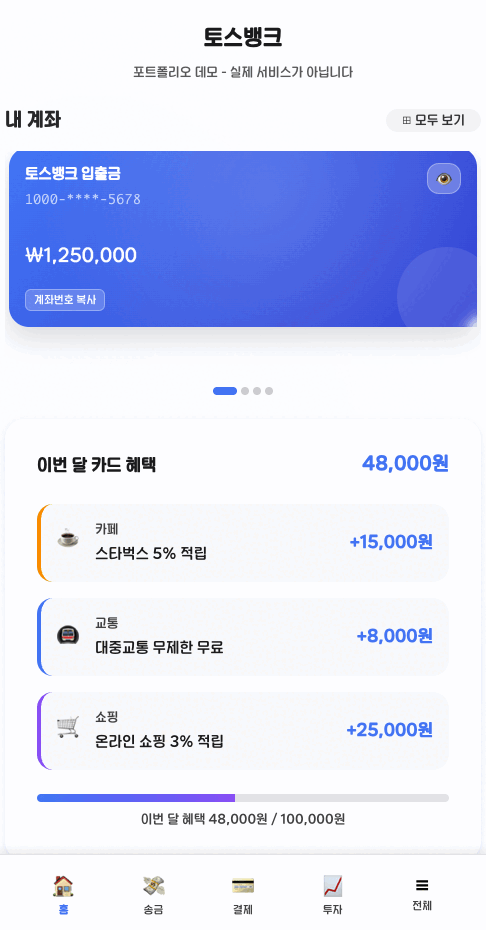 토스뱅크
포트폴리오 데모 - 실제 서비스가 아닙니다
내 계좌
모두 보기
토스뱅크 입출금
1000-****-5678
₩1,250,000
계좌번호 복사
이번 달 카드 혜택
48,000원
카페
스타벅스 5% 적립
+15,000원
교통
대중교통 무제한 무료
+8,000원
쇼핑
온라인 쇼핑 3% 적립
+25,000원
이번 달 혜택 48,000원 / 100,000원
홈
송금
결제
투자
전체